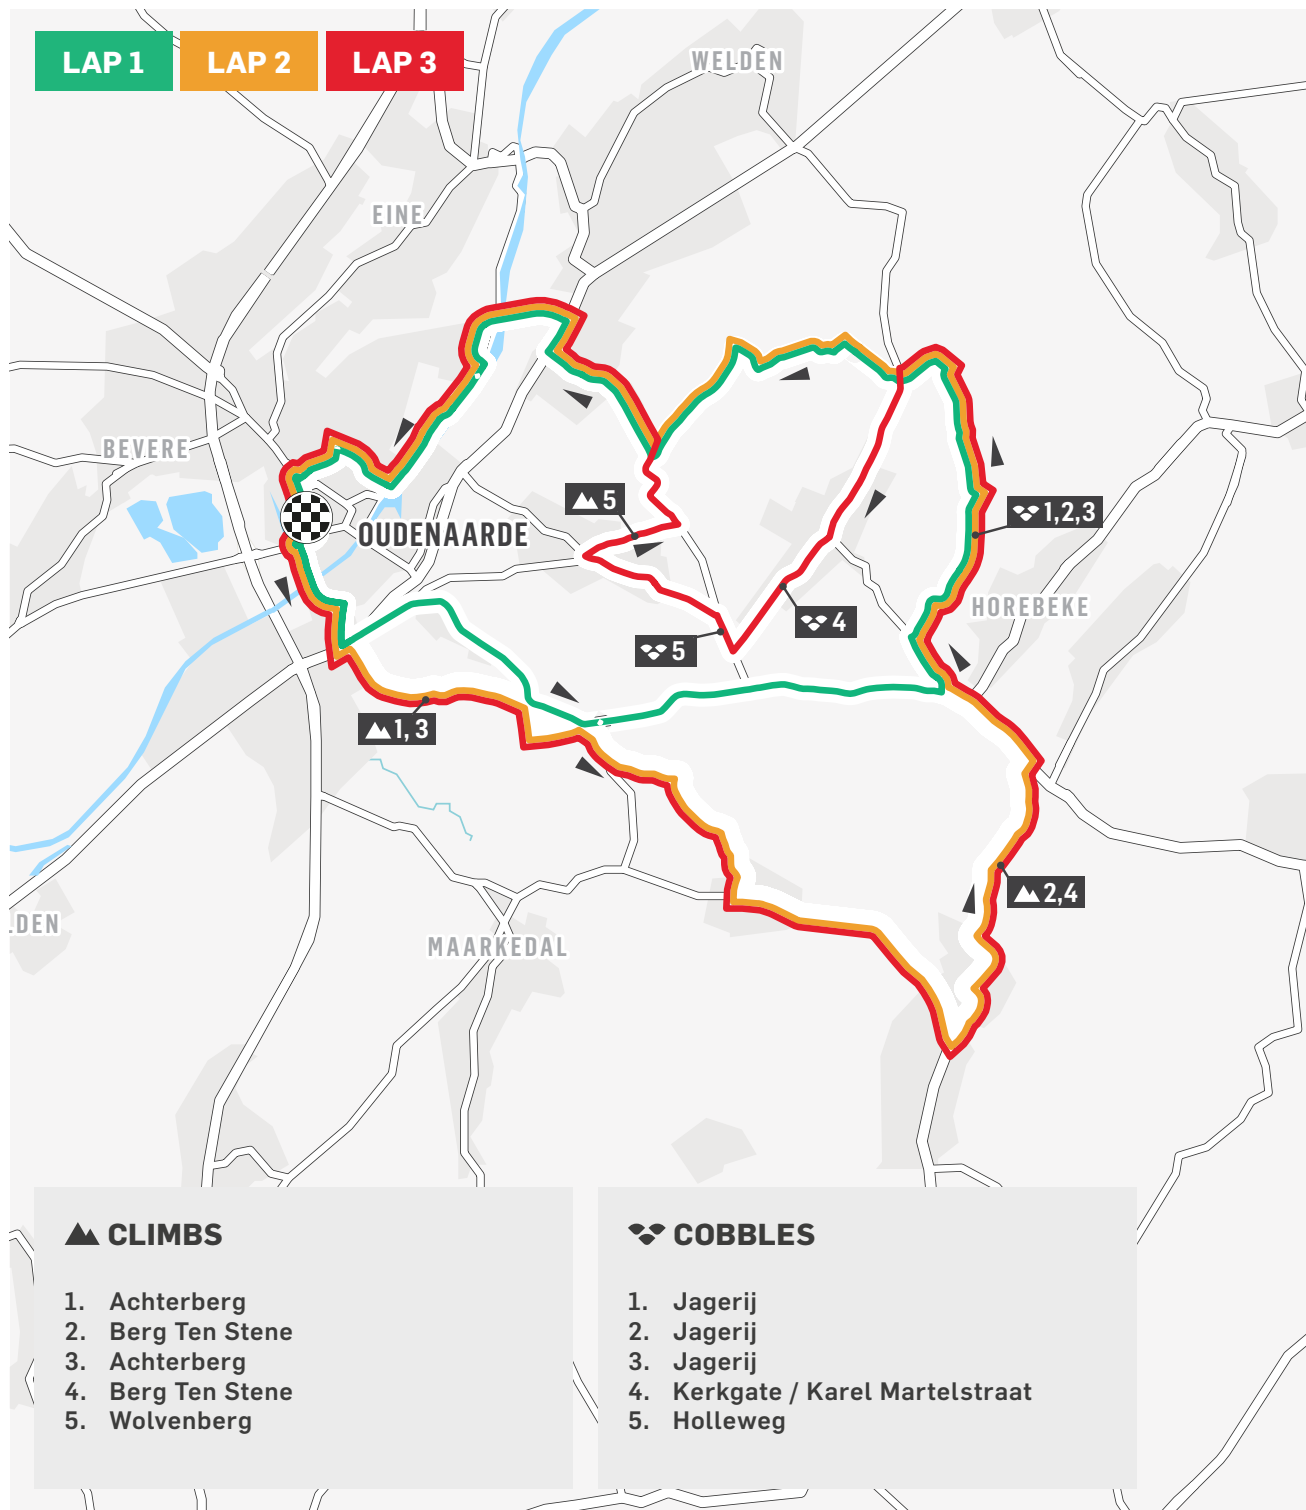 LAP 1
LAP 2
LAP 3
WELDEN
EINE
BEVERE
5
1,2,3
OUDENAARDE
HOREBEKE
4
5
1, 3
2,4
LDEN
MAARKEDAL
CLIMBS
1. Achterberg
2. Berg Ten Stene
3. Achterberg
4. Berg Ten Stene
5. Wolvenberg
COBBLES
1. Jagerij
2. Jagerij
3. Jagerij
4. Kerkgate / Karel Martelstraat
5. Holleweg